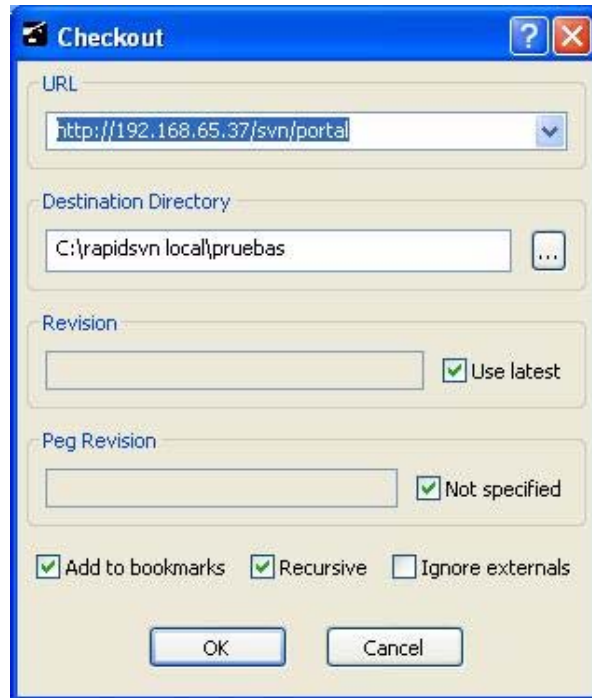 Checkout
URL
http://192.168.65.37/svn/portal
Destination Directory
C:\rapidsvn local\pruebas
...
Revision
Use latest
Peg Revision
Not specified
Add to bookmarks Recursive Ignore externals
OK Cancel